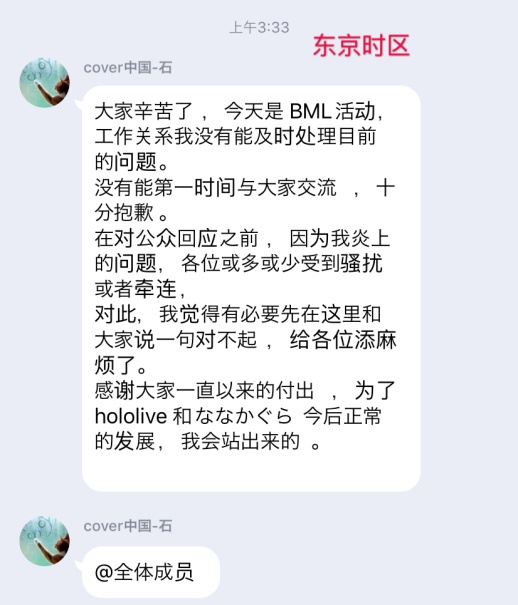 上午3:33
东京时区
cover中国-石
大家辛苦了 ，今天是 BML活动，
工作关系我没有能及时处理目前
的问题。
没有能第一时间与大家交流 ，十
分抱歉 。
在对公众回应之前 ，因为我炎上
的问题，各位或多或少受到骚扰
或者牵连，
对此，我觉得有必要先在这里和
大家说一句对不起 ，给各位添麻
烦了。
感谢大家一直以来的付出 ，为了
hololive 和ななかぐら 今后正常
的发展，我会站出来的 。
cover中国-石
@全体成员